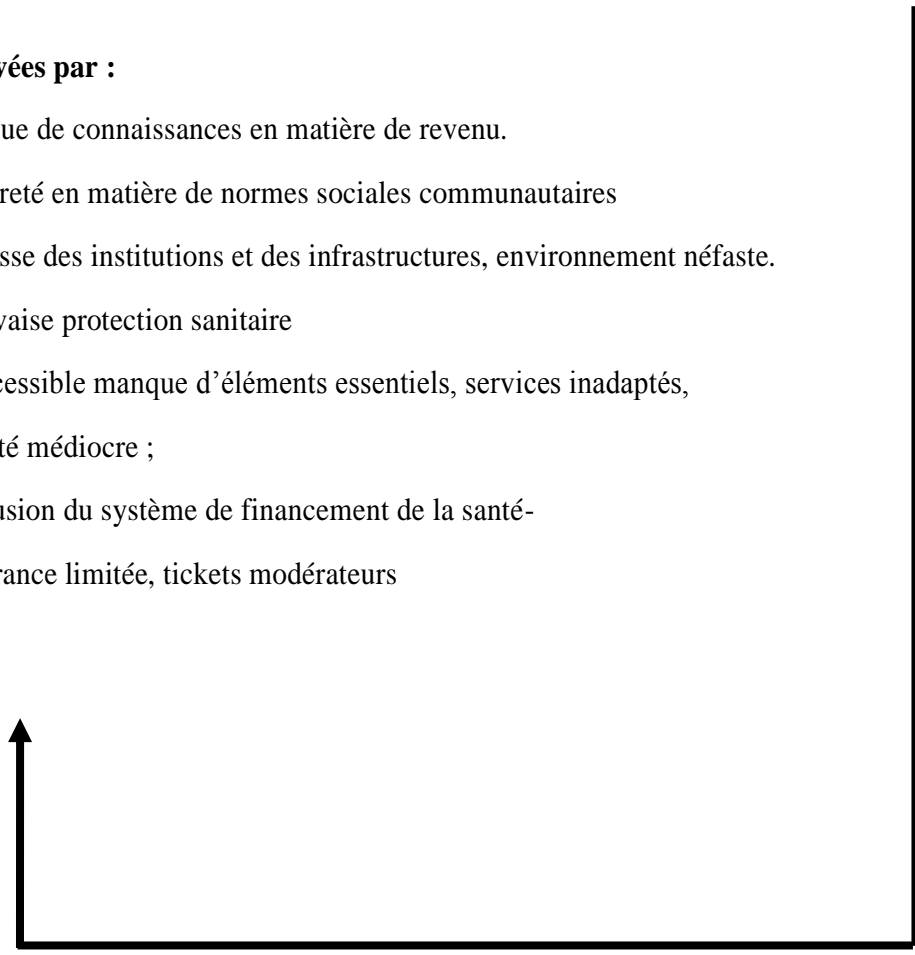 vées par :
ue de connaissances en matière de revenu.
reté en matière de normes sociales communautaires
sse des institutions et des infrastructures, environnement néfaste.
vaise protection sanitaire
cessible manque d’éléments essentiels, services inadaptés,
té médiocre ;
usion du système de financement de la santé-
rance limitée, tickets modérateurs